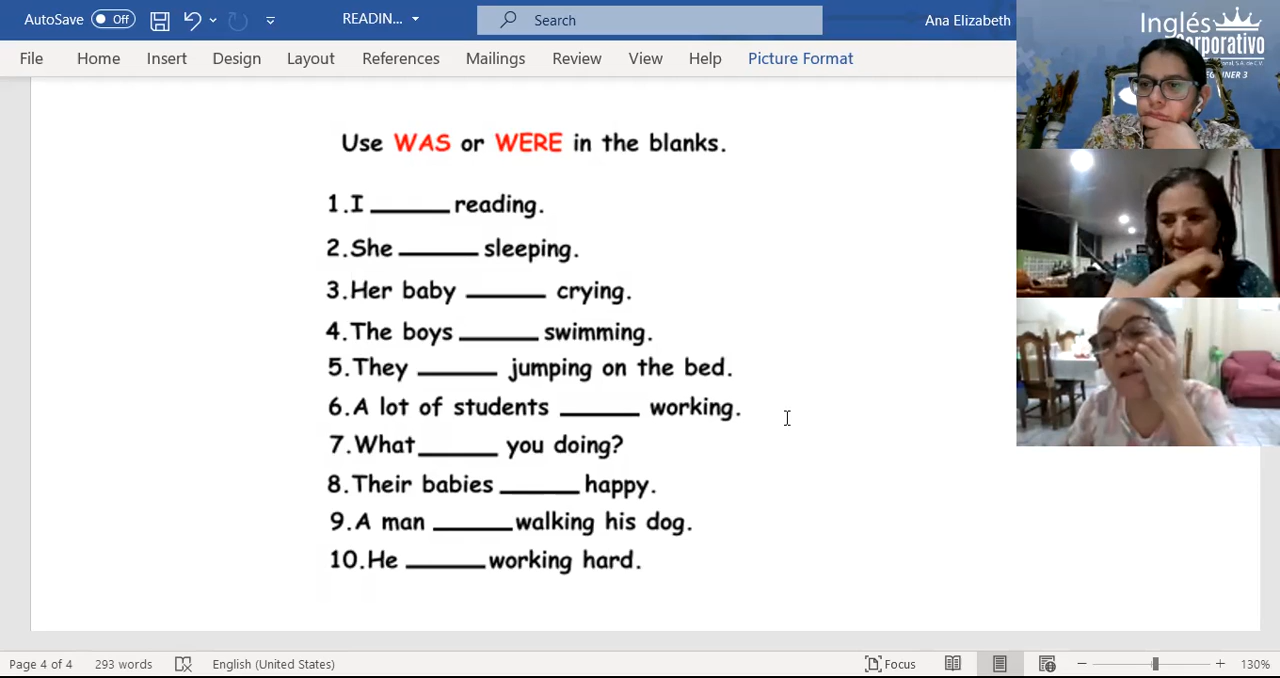 AutoSave Off READIN... Search Ana Elizabeth
File Home Insert Design Layout References Mailings Review View Help Picture Format
Inglés
Corporativo
Use WAS or WERE in the blanks.
1.I ______ reading.
2.She ______ sleeping.
3.Her baby ______ crying.
4.The boys ______ swimming.
5.They ______ jumping on the bed.
6.A lot of students ______ working.
7.What ______ you doing?
8.Their babies ______ happy.
9.A man ______ walking his dog.
10.He ______ working hard.
Page 4 of 4 293 words English (United States) Focus 130%